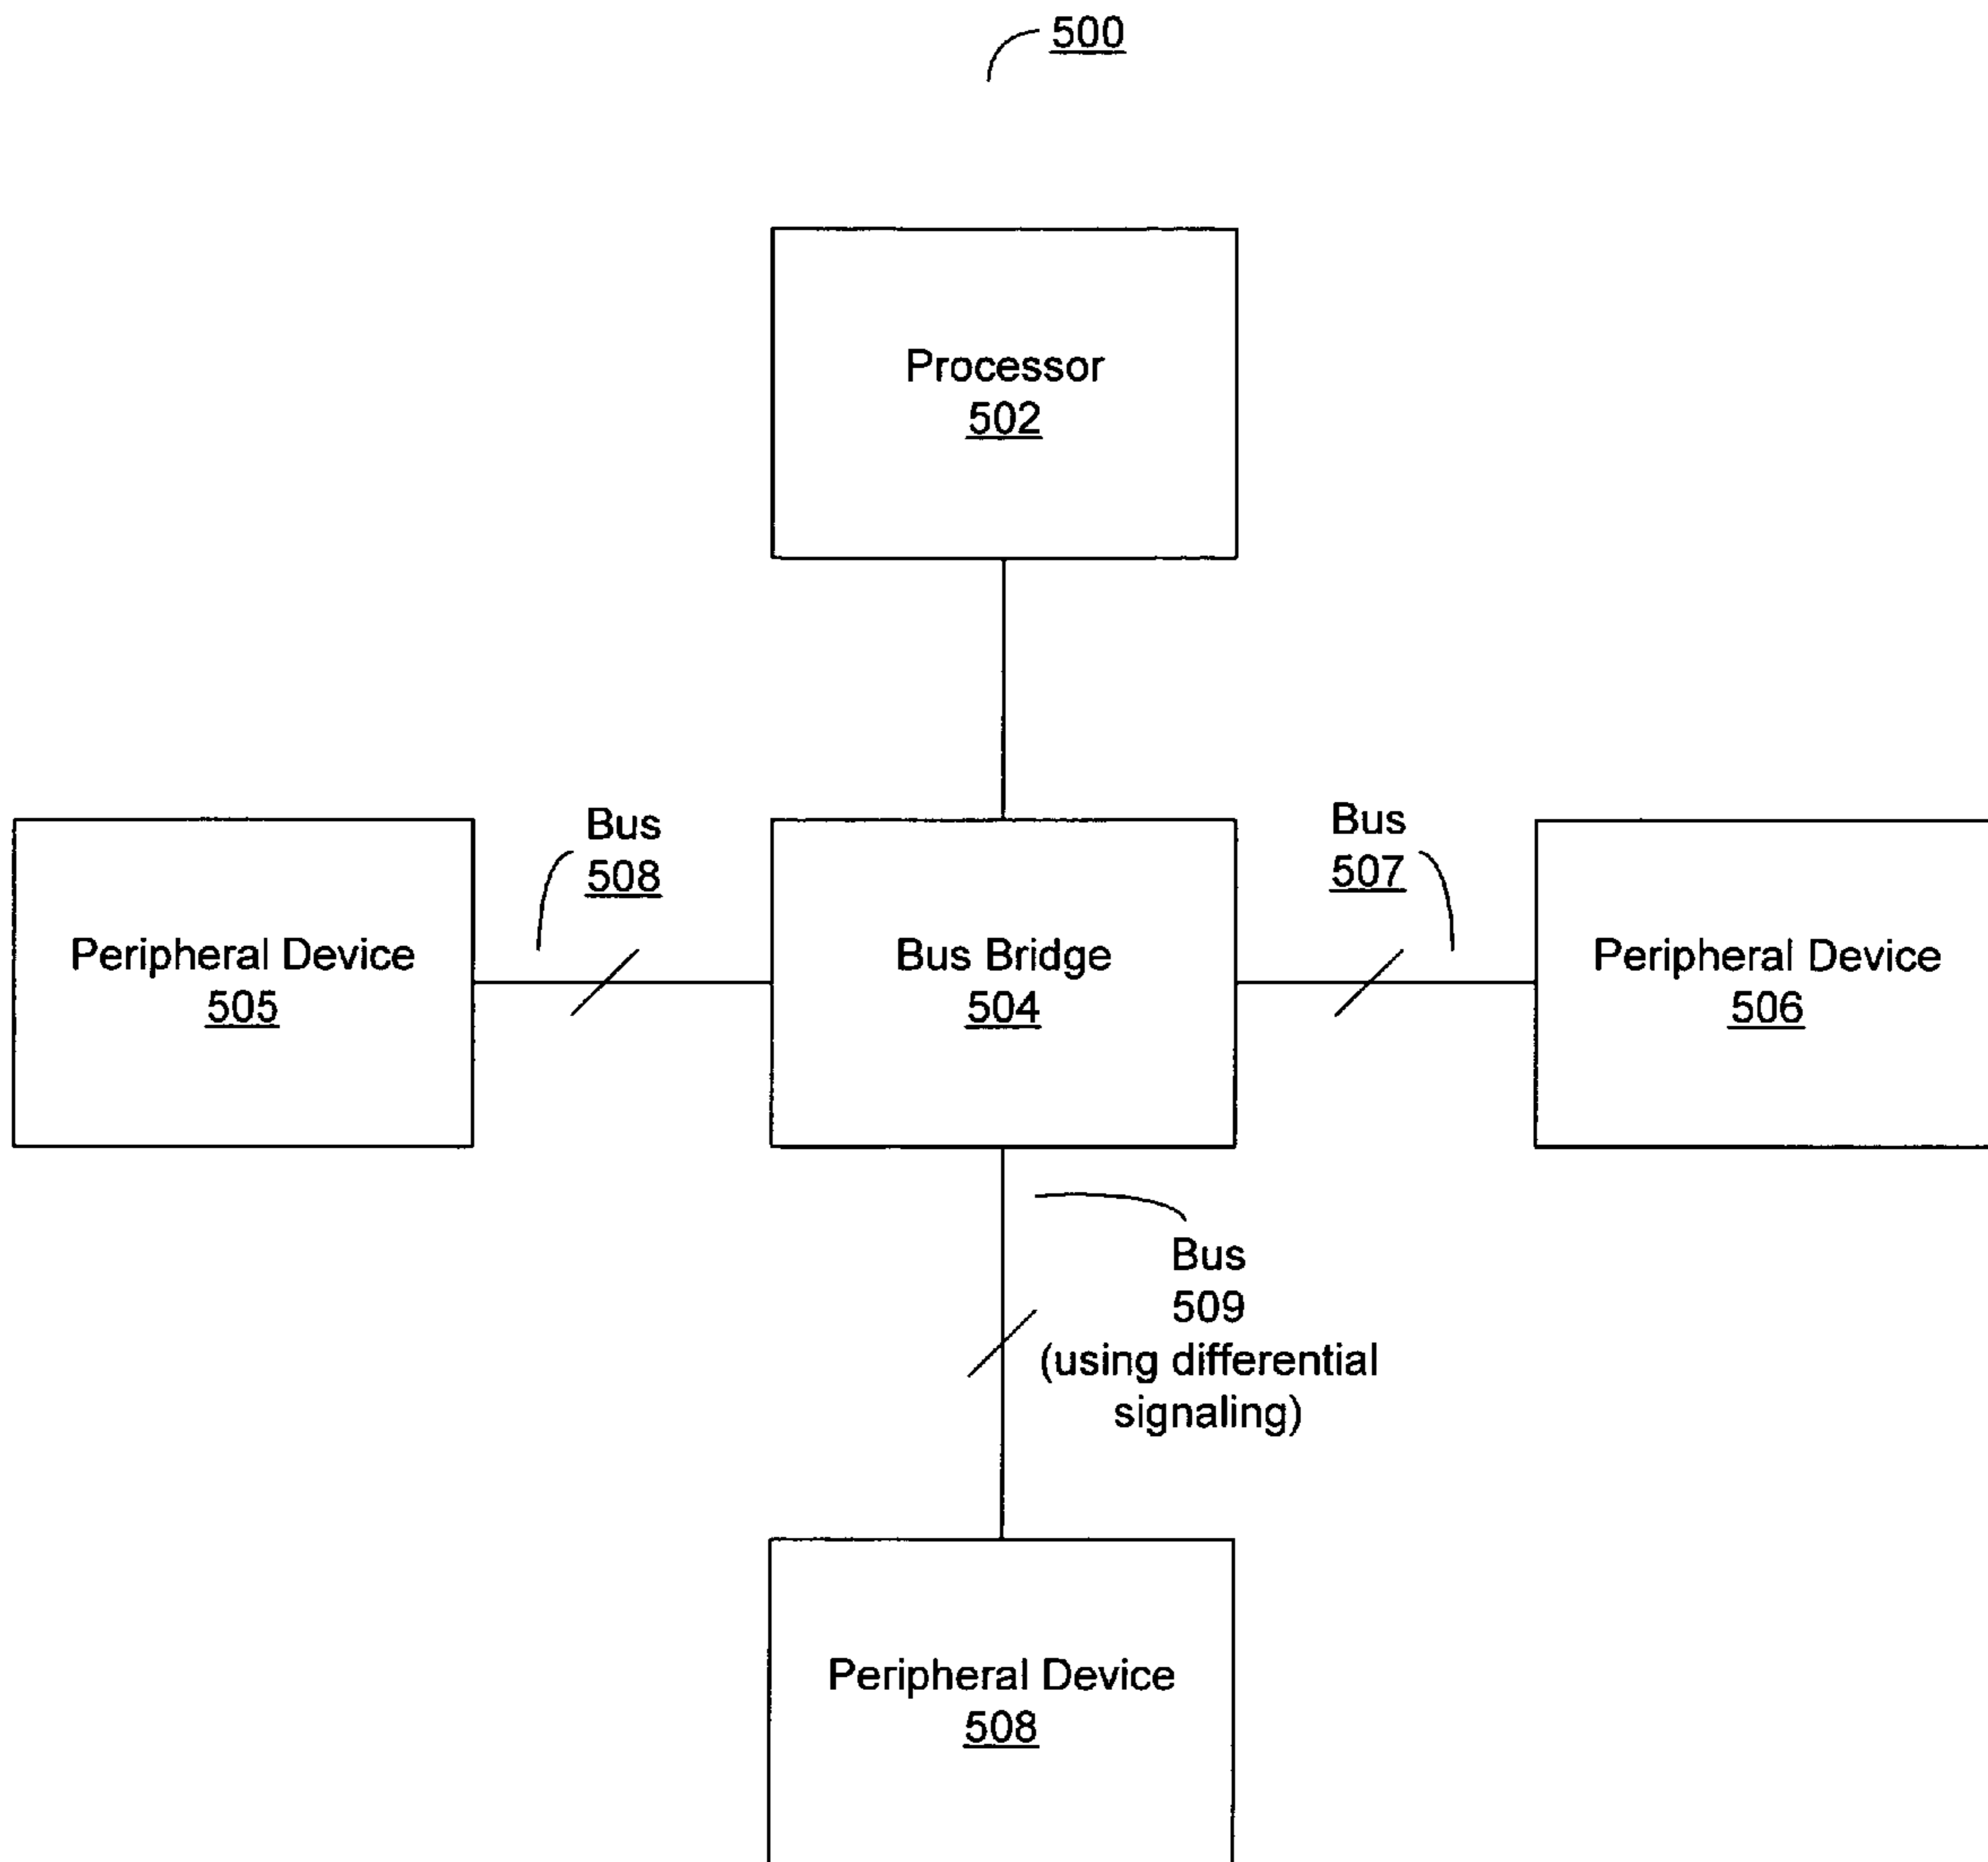 500
Processor
502
Bus
508
Bus
507
Peripheral Device
505
Bus Bridge
504
Peripheral Device
506
Bus
509
(using differential
signaling)
Peripheral Device
508